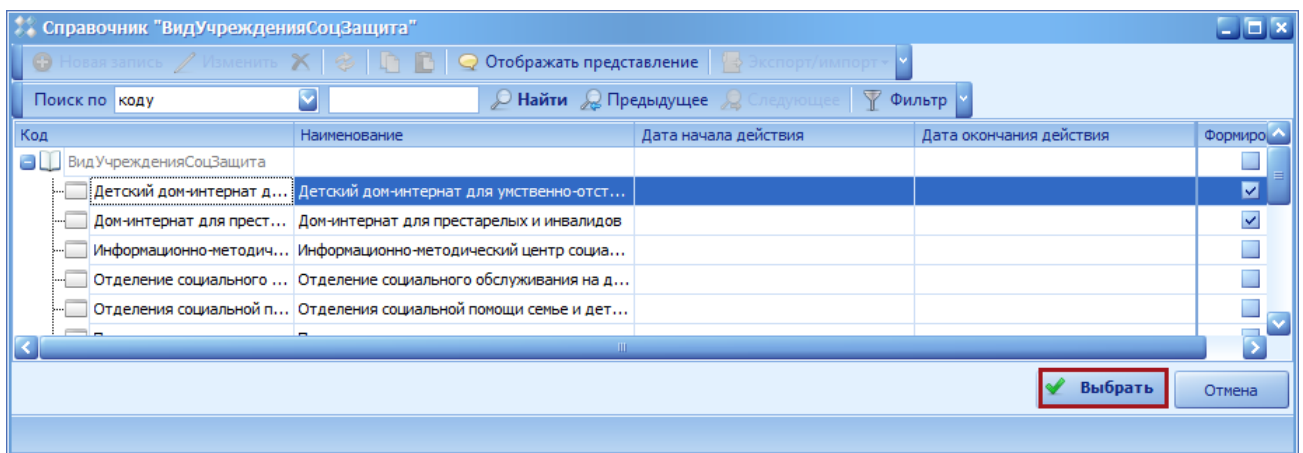 Справочник "ВидУчрежденияСоцЗащита"
Новая запись Изменить Отображать представление Экспорт/импорт
Поиск по коду Найти Предыдущее Следующее Фильтр
Код Наименование Дата начала действия Дата окончания действия Формиро
ВидУчрежденияСоцЗащита
Детский дом-интернат д... Детский дом-интернат для умственно-отст...
Дом-интернат для прест... Дом-интернат для престарелых и инвалидов
Информационно-методич... Информационно-методический центр социа...
Отделение социального ... Отделение социального обслуживания на д...
Отделения социальной п... Отделения социальной помощи семье и дет...
Выбрать Отмена